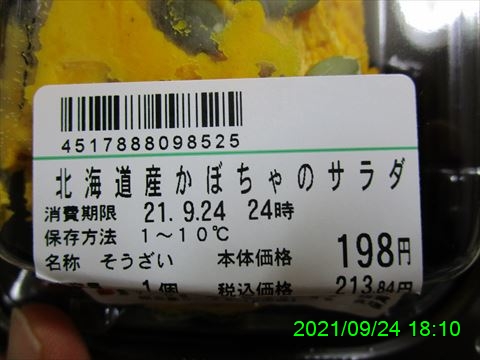 4517888098525
北海道産かぼちゃのサラダ
消費期限 21.9.24 24時
保存方法 1～10℃
名称 そうざい 本体価格 198円
1個 税込価格 213.84円
2021/09/24 18:10